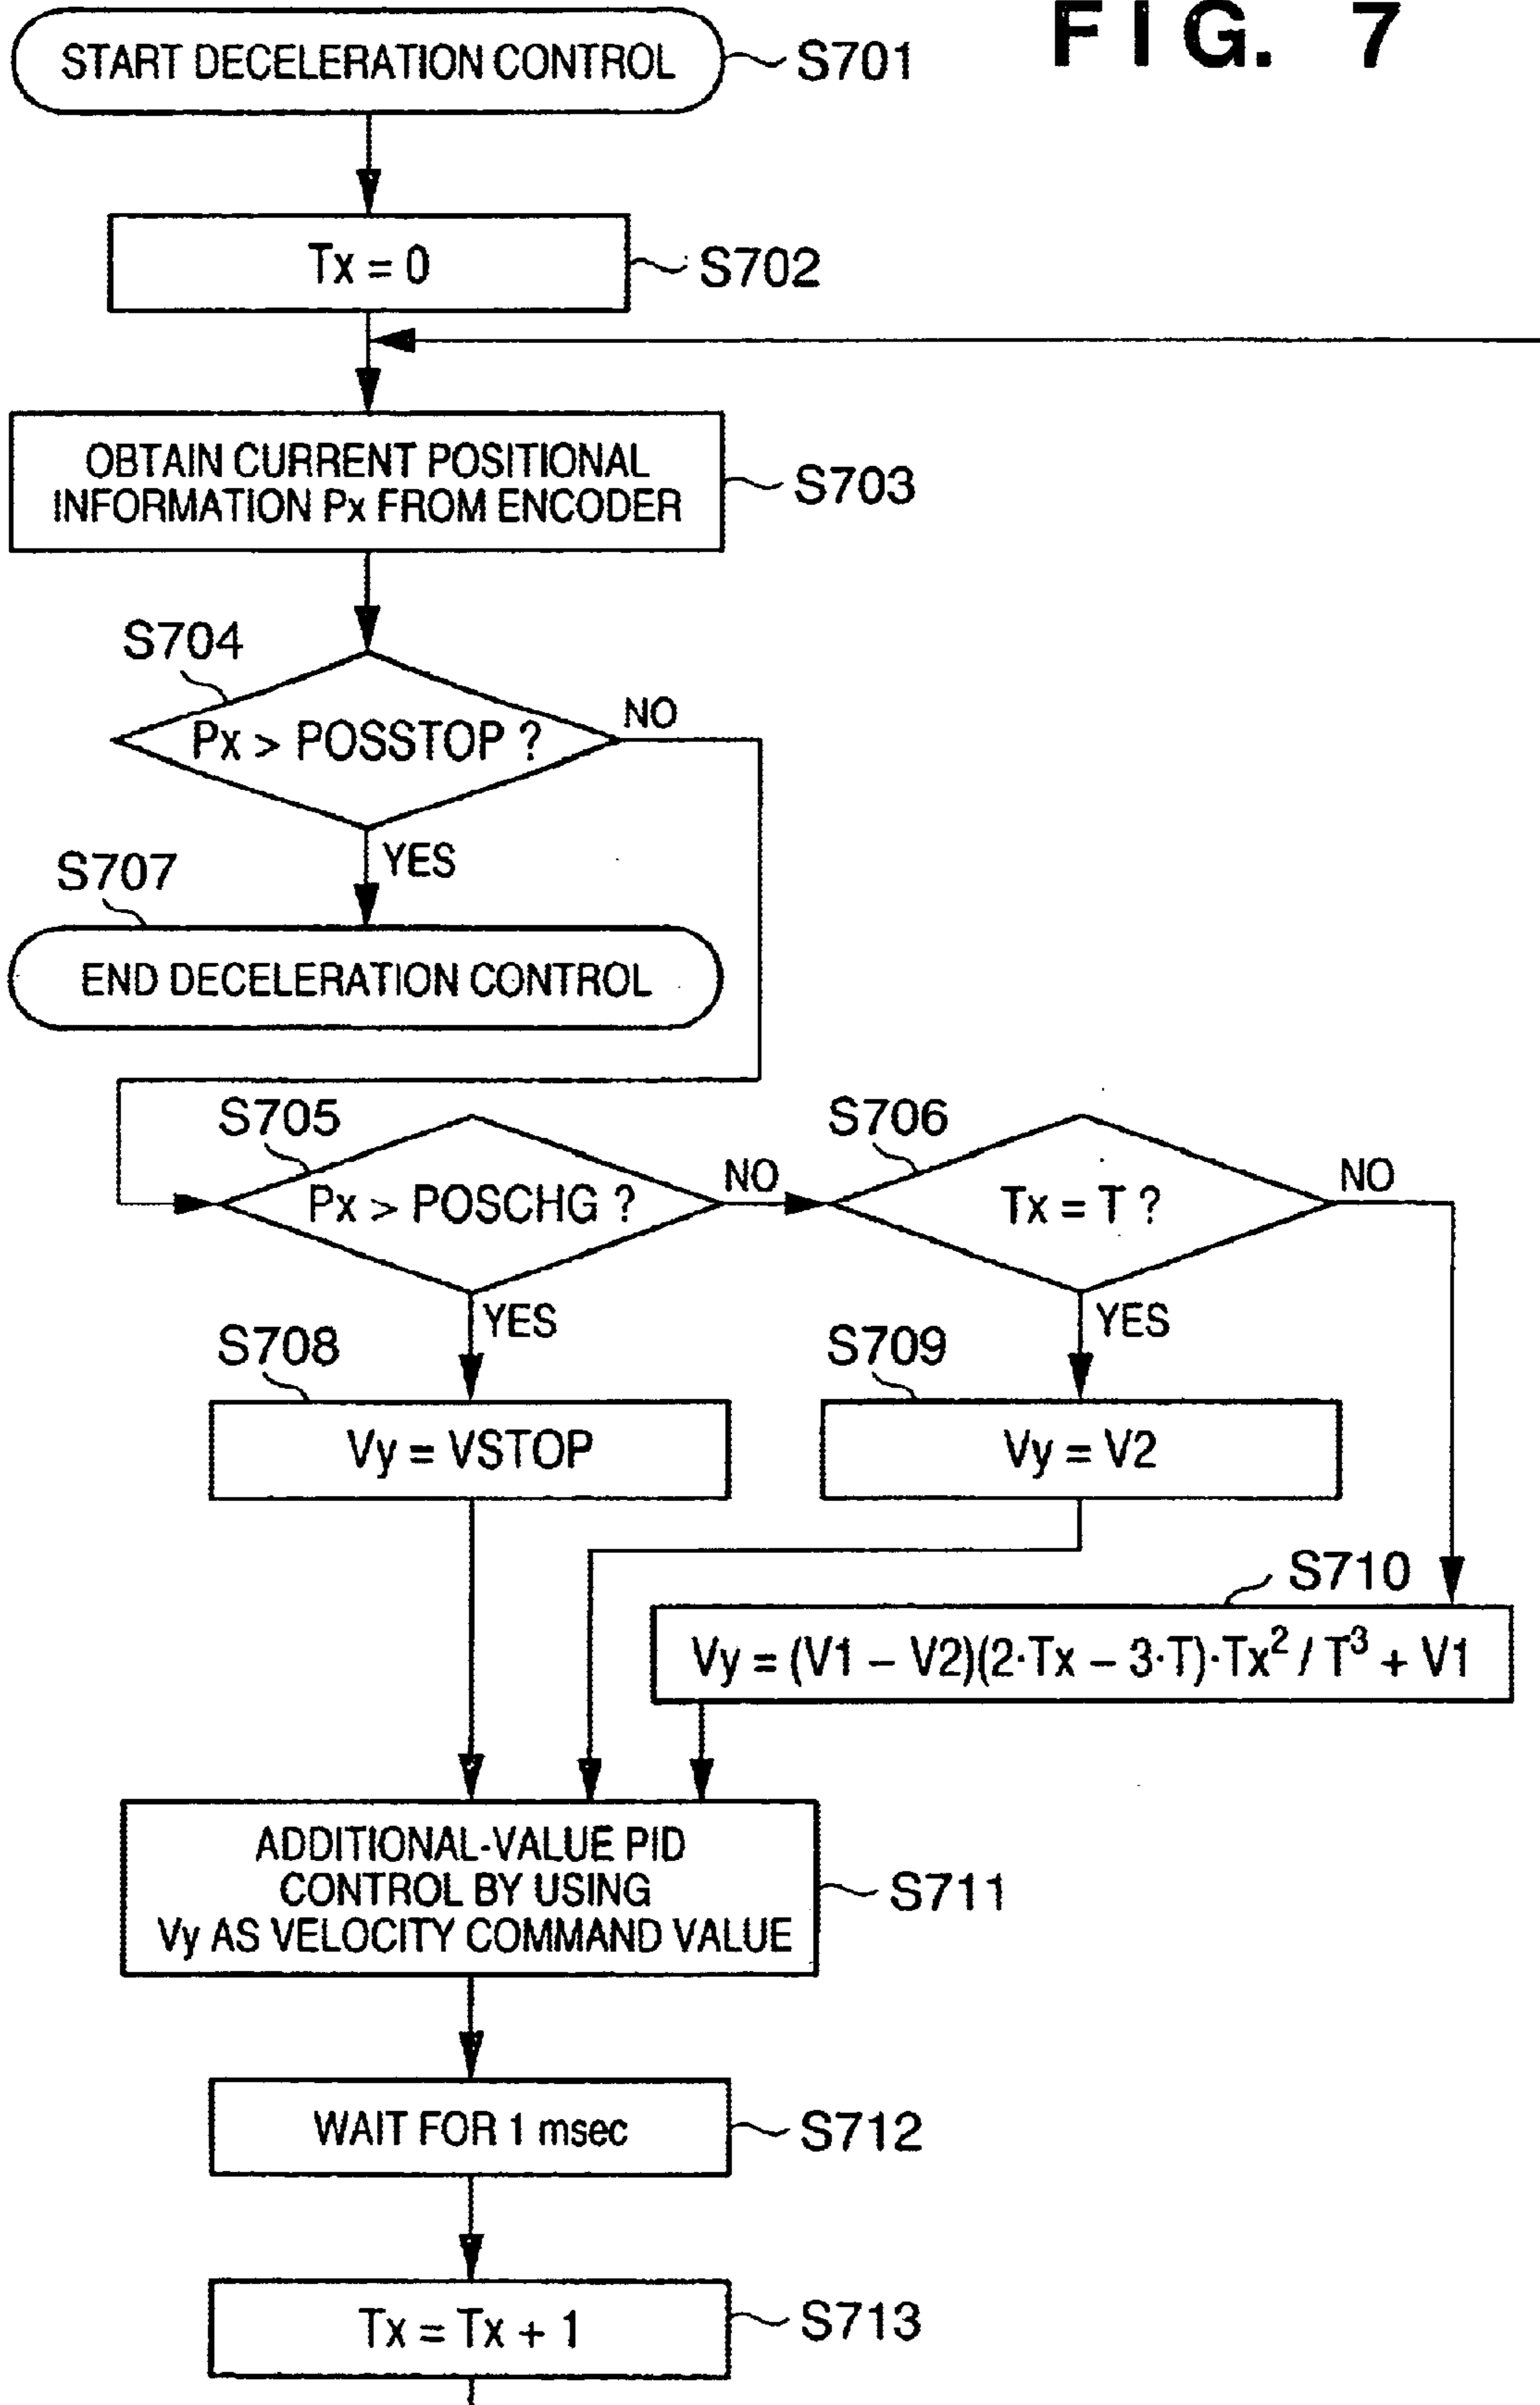 FIG. 7
START DECELERATION CONTROL
S701
Tx = 0
S702
OBTAIN CURRENT POSITIONAL
INFORMATION Px FROM ENCODER
S703
S704
Px > POSSTOP ?
NO
YES
S707
END DECELERATION CONTROL
S705
Px > POSCHG ?
NO
S706
Tx = T ?
NO
YES
YES
S708
Vy = VSTOP
S709
Vy = V2
S710
Vy = (V1 – V2)(2·Tx – 3·T)·Tx² / T³ + V1
ADDITIONAL-VALUE PID
CONTROL BY USING
Vy AS VELOCITY COMMAND VALUE
S711
WAIT FOR 1 msec
S712
Tx = Tx + 1
S713